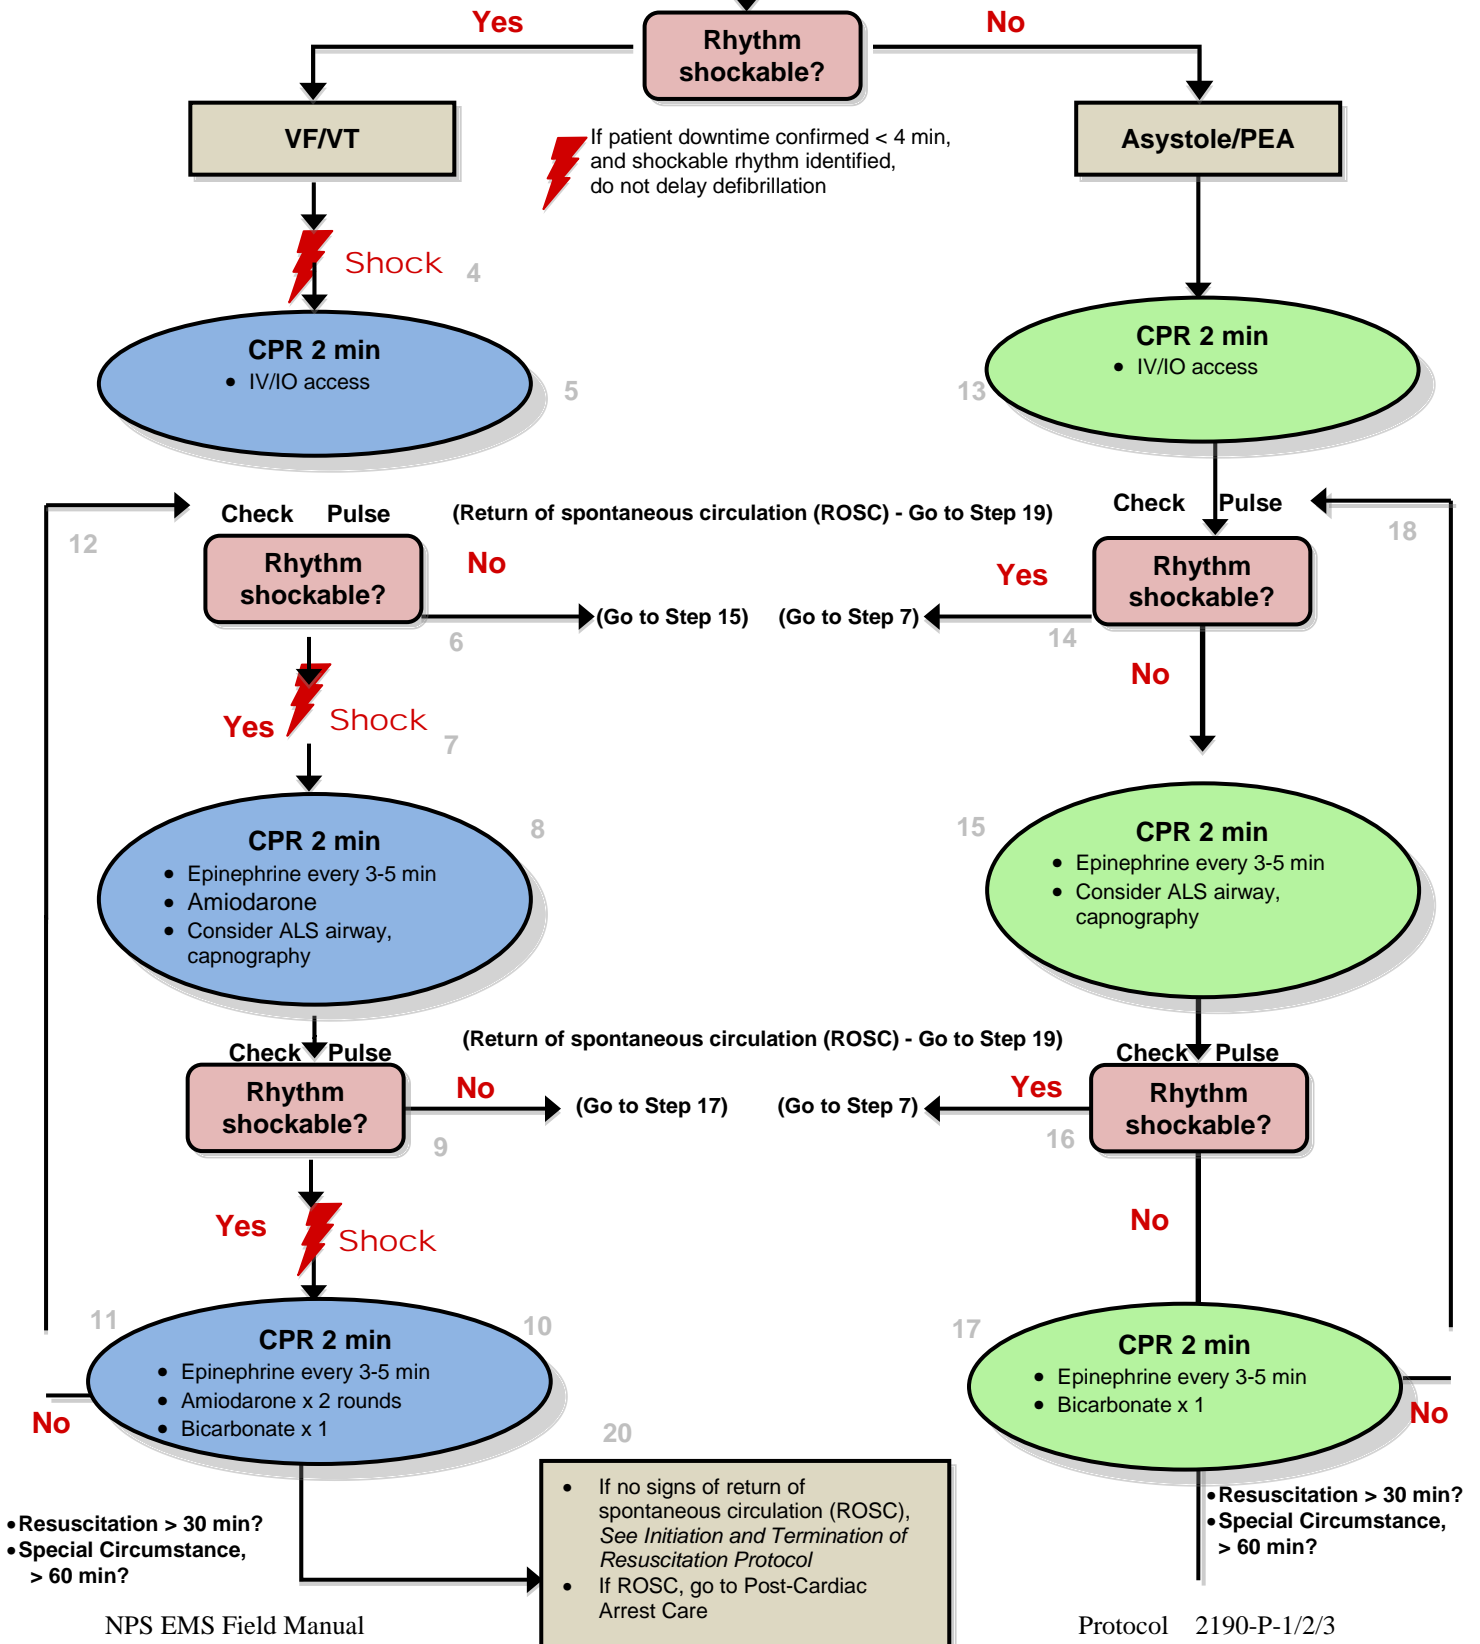 Yes
No
Rhythm
shockable?
VF/VT
If patient downtime confirmed < 4 min,
and shockable rhythm identified,
do not delay defibrillation
Asystole/PEA
Shock
4
CPR 2 min
• IV/IO access
5
13
CPR 2 min
• IV/IO access
12
Check Pulse
(Return of spontaneous circulation (ROSC) - Go to Step 19)
Check Pulse
18
Rhythm
shockable?
No
(Go to Step 15)
6
Yes
(Go to Step 7)
14
Rhythm
shockable?
No
Yes
Shock
7
8
CPR 2 min
• Epinephrine every 3-5 min
• Amiodarone
• Consider ALS airway,
capnography
15
CPR 2 min
• Epinephrine every 3-5 min
• Consider ALS airway,
capnography
Check Pulse
(Return of spontaneous circulation (ROSC) - Go to Step 19)
Check Pulse
Rhythm
shockable?
No
(Go to Step 17)
9
Yes
(Go to Step 7)
16
Rhythm
shockable?
No
Yes
Shock
11
10
CPR 2 min
• Epinephrine every 3-5 min
• Amiodarone x 2 rounds
• Bicarbonate x 1
No
17
CPR 2 min
• Epinephrine every 3-5 min
• Bicarbonate x 1
No
• Resuscitation > 30 min?
• Special Circumstance,
> 60 min?
20
• If no signs of return of
spontaneous circulation (ROSC),
See Initiation and Termination of
Resuscitation Protocol
• If ROSC, go to Post-Cardiac
Arrest Care
• Resuscitation > 30 min?
• Special Circumstance,
> 60 min?
NPS EMS Field Manual
Protocol 2190-P-1/2/3